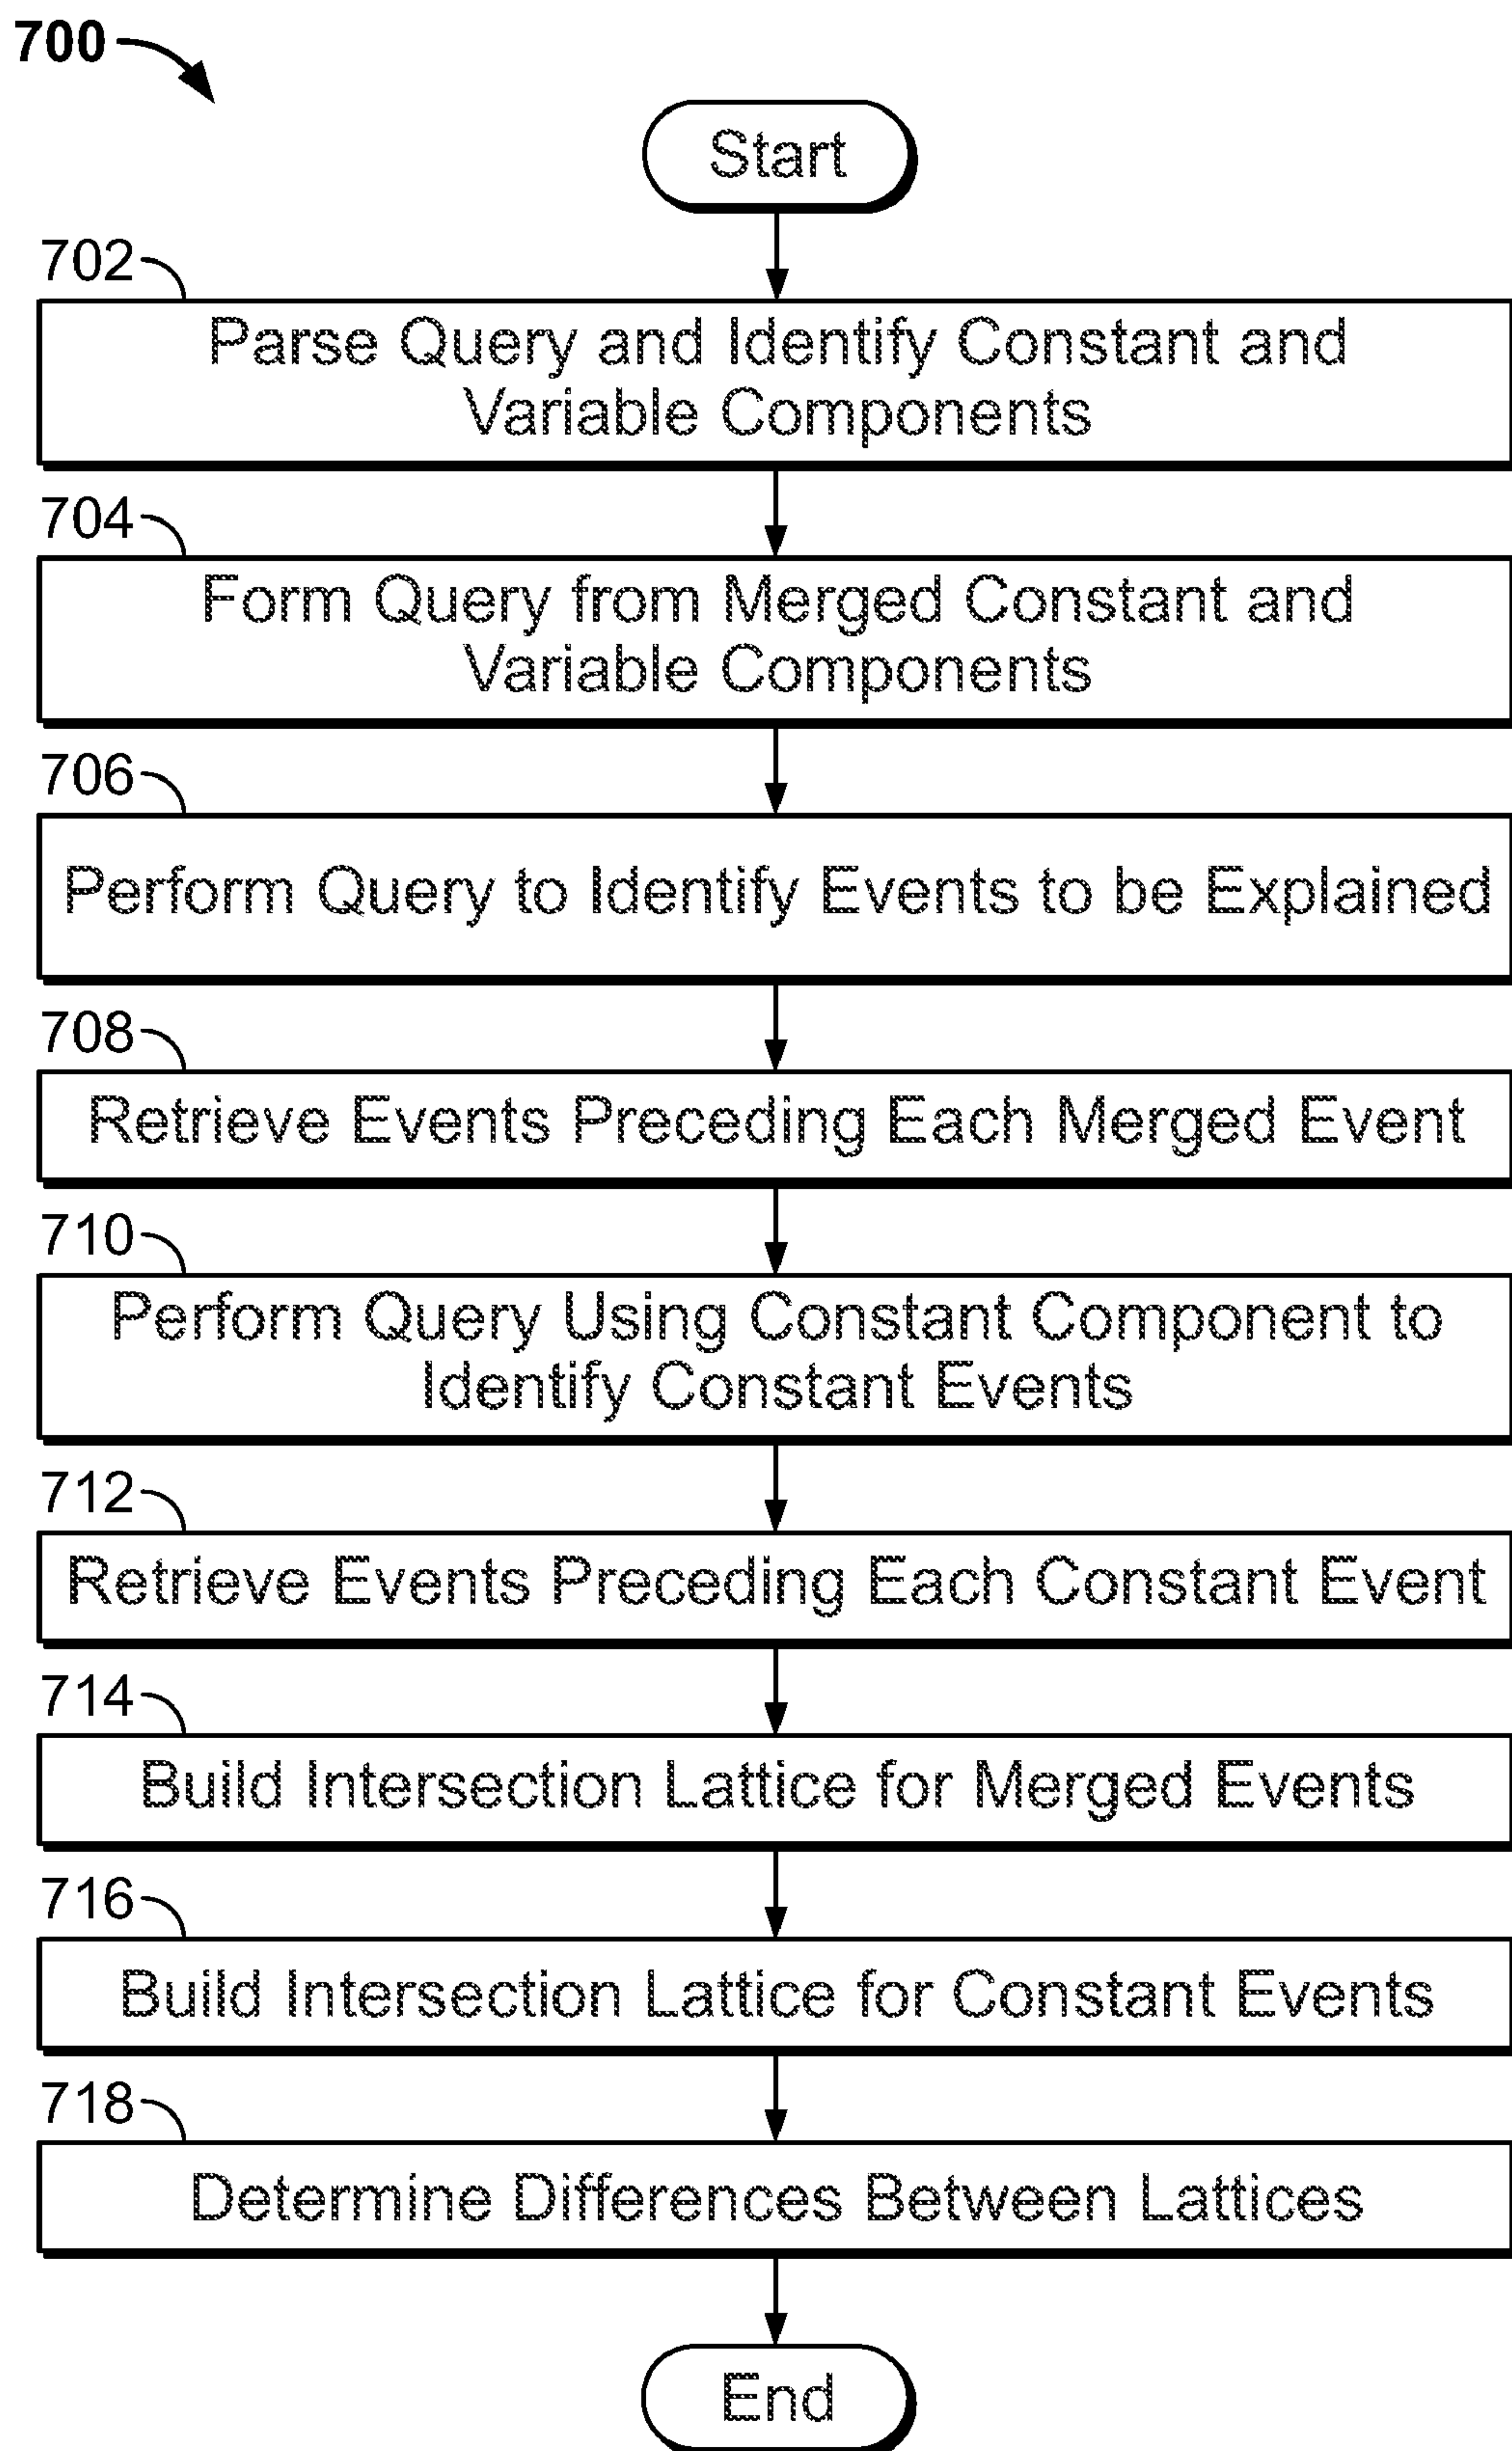 700
Start
702
Parse Query and Identify Constant and
Variable Components
704
Form Query from Merged Constant and
Variable Components
706
Perform Query to Identify Events to be Explained
708
Retrieve Events Preceding Each Merged Event
710
Perform Query Using Constant Component to
Identify Constant Events
712
Retrieve Events Preceding Each Constant Event
714
Build Intersection Lattice for Merged Events
716
Build Intersection Lattice for Constant Events
718
Determine Differences Between Lattices
End